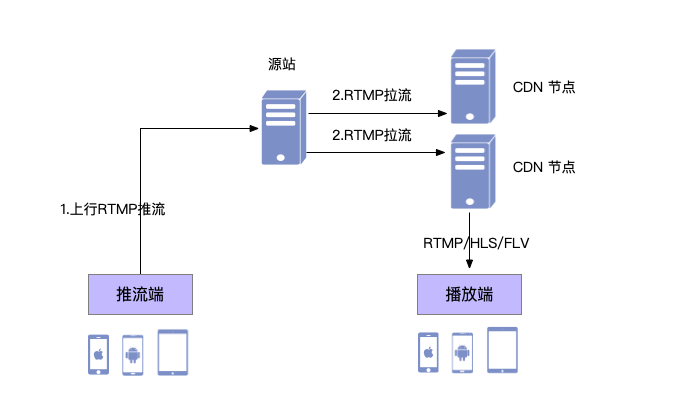 源站
2.RTMP拉流
CDN 节点
2.RTMP拉流
CDN 节点
1.上行RTMP推流
RTMP/HLS/FLV
推流端
播放端